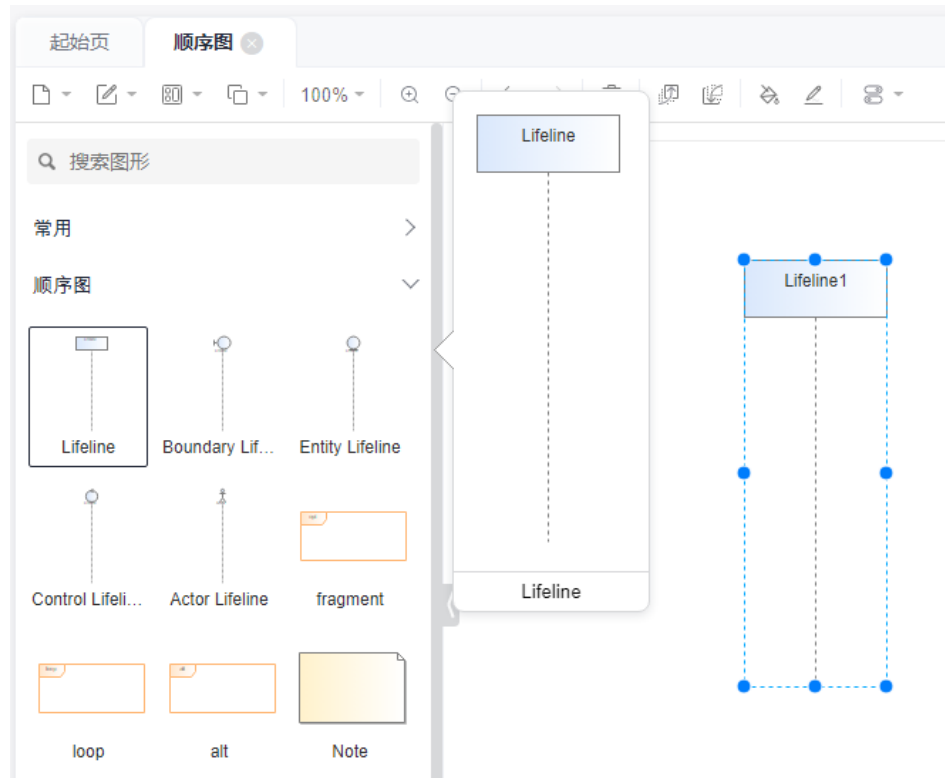 起始页
顺序图
100%
搜索图形
常用
顺序图
Lifeline
Boundary Lif...
Entity Lifeline
Control Lifeli...
Actor Lifeline
fragment
loop
alt
Note
Lifeline
Lifeline
Lifeline1